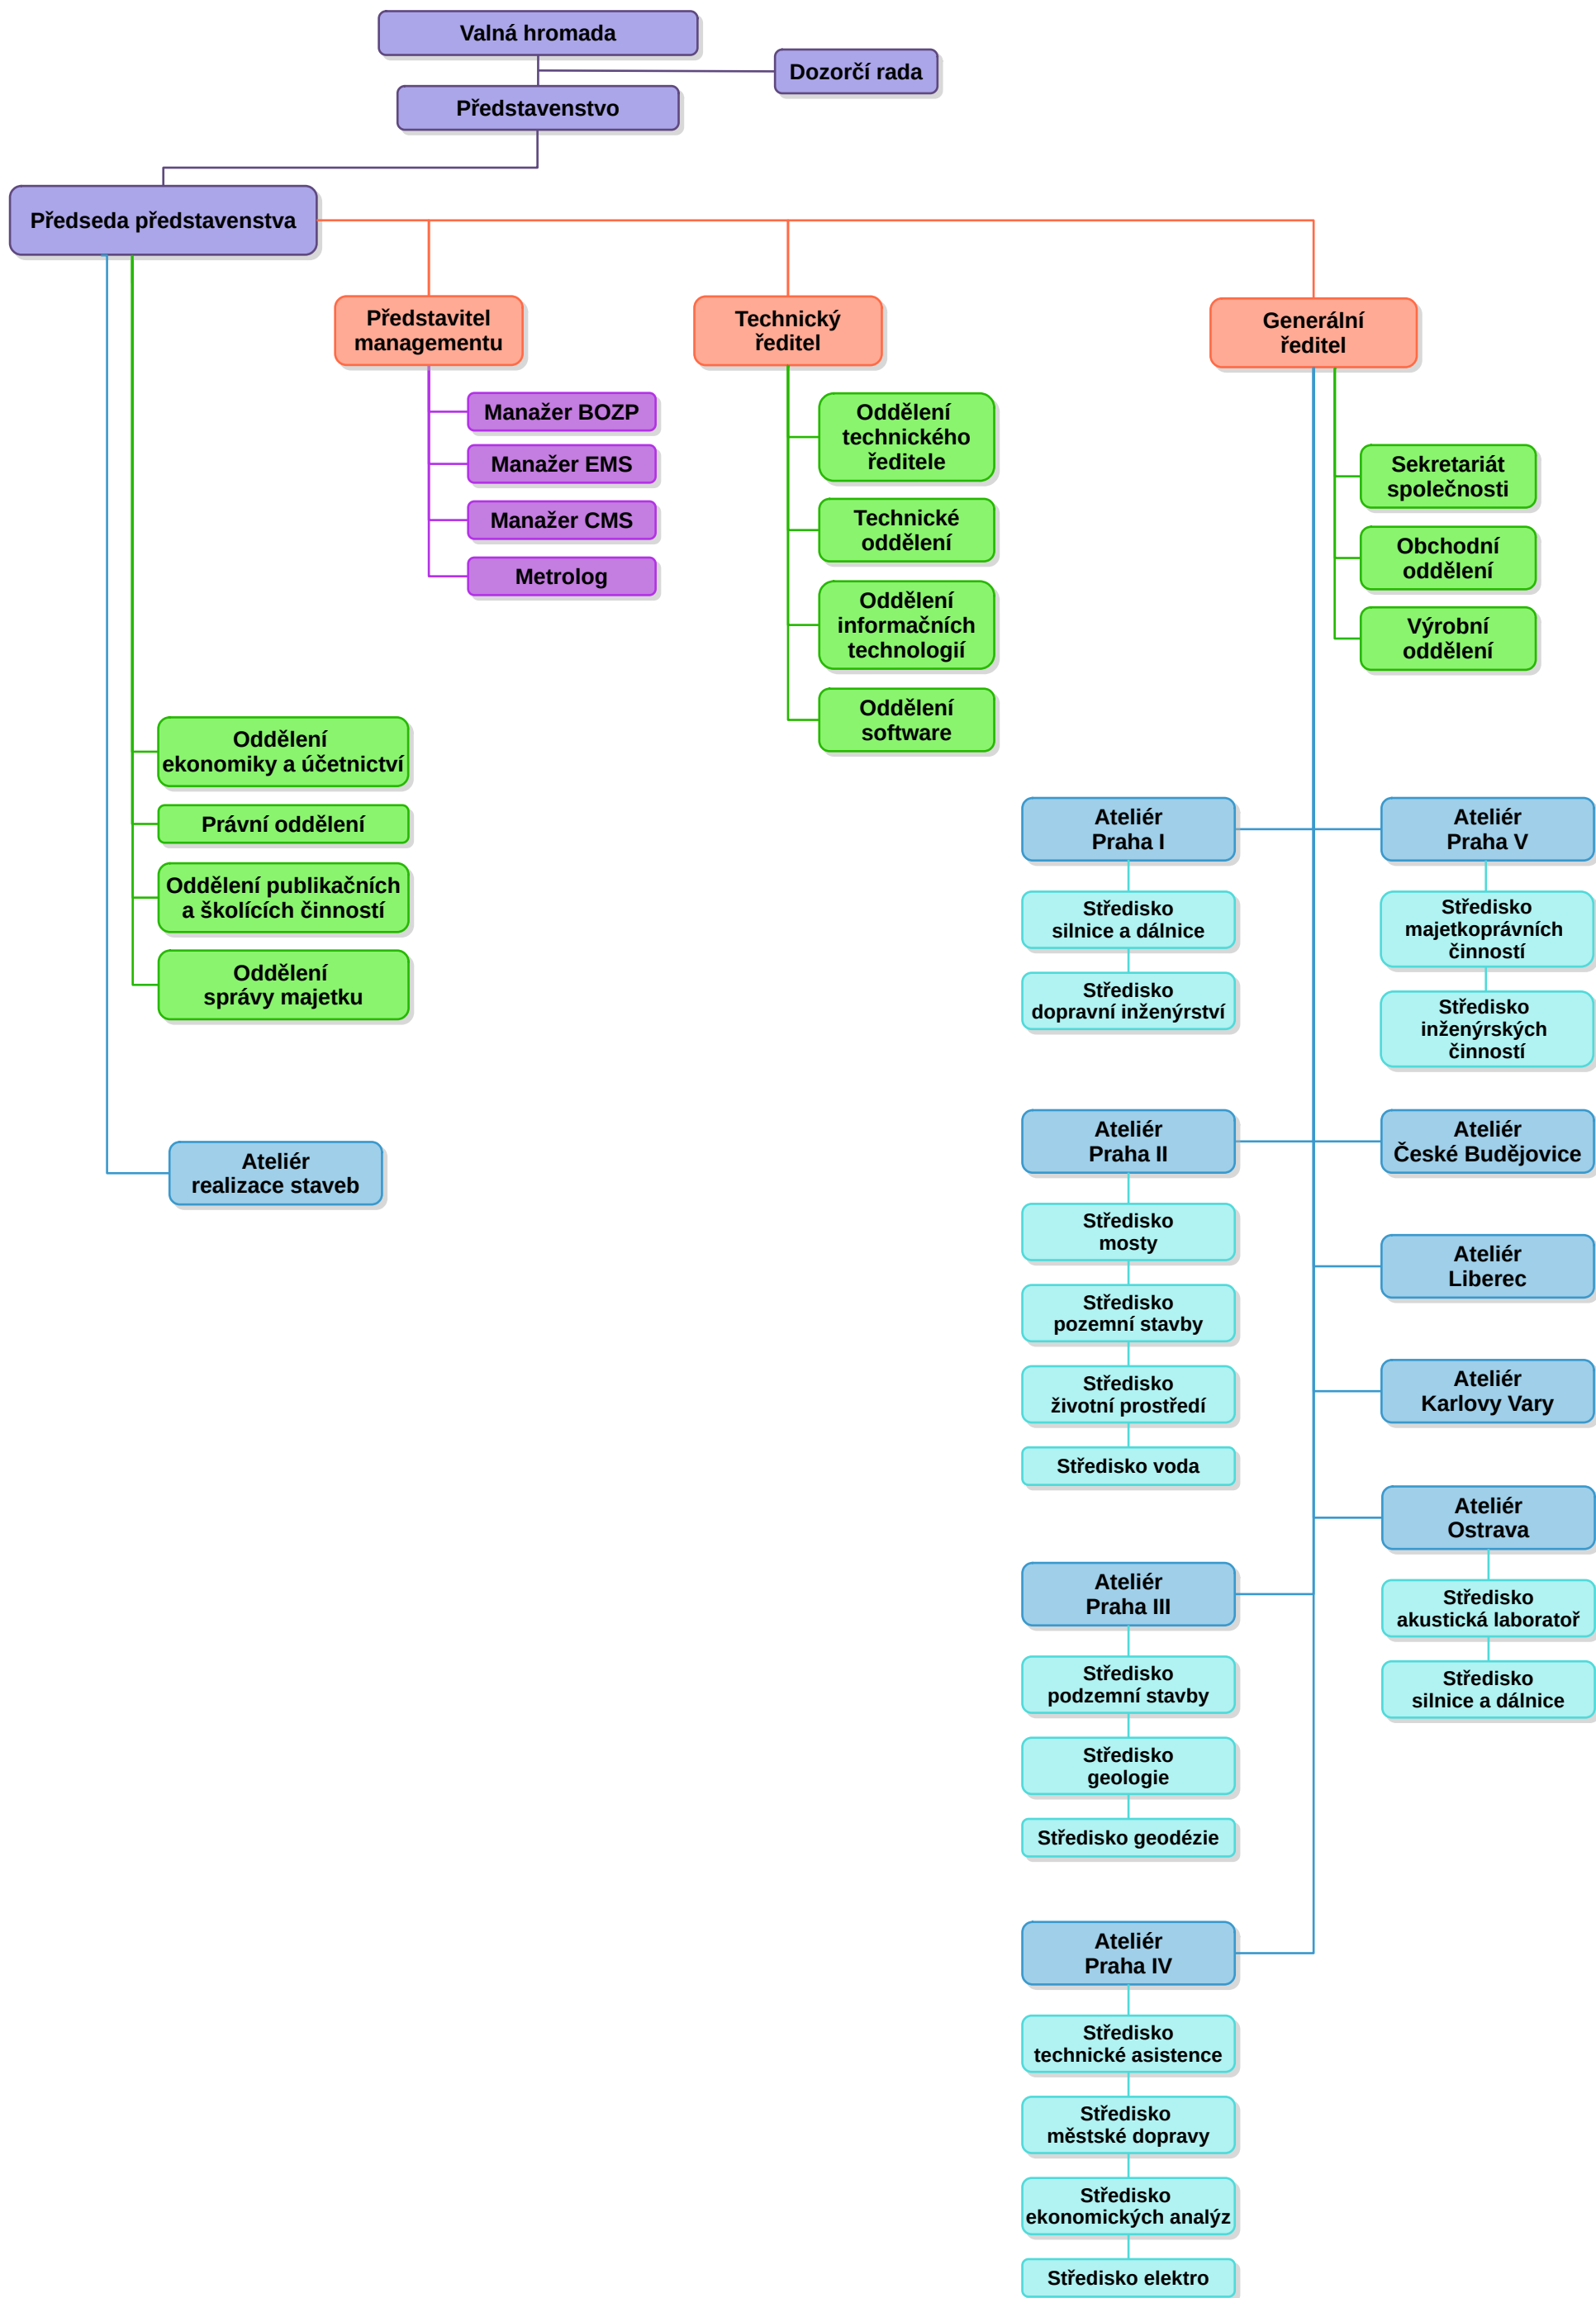 Valná hromada
Dozorčí rada
Představenstvo
Předseda představenstva
Představitel
managementu
Technický
ředitel
Generální
ředitel
Manažer BOZP
Manažer EMS
Manažer CMS
Metrolog
Oddělení
technického
ředitele
Technické
oddělení
Oddělení
informačních
technologií
Oddělení
software
Sekretariát
společnosti
Obchodní
oddělení
Výrobní
oddělení
Oddělení
ekonomiky a účetnictví
Právní oddělení
Oddělení publikačních
a školících činností
Oddělení
správy majetku
Ateliér
realizace staveb
Ateliér
Praha I
Středisko
silnice a dálnice
Středisko
dopravní inženýrství
Ateliér
Praha II
Středisko
mosty
Středisko
pozemní stavby
Středisko
životní prostředí
Středisko voda
Ateliér
Praha III
Středisko
podzemní stavby
Středisko
geologie
Středisko geodézie
Ateliér
Praha IV
Středisko
technické asistence
Středisko
městské dopravy
Středisko
ekonomických analýz
Středisko elektro
Ateliér
Praha V
Středisko
majetkoprávních
činností
Středisko
inženýrských
činností
Ateliér
České Budějovice
Ateliér
Liberec
Ateliér
Karlovy Vary
Ateliér
Ostrava
Středisko
akustická laboratoř
Středisko
silnice a dálnice